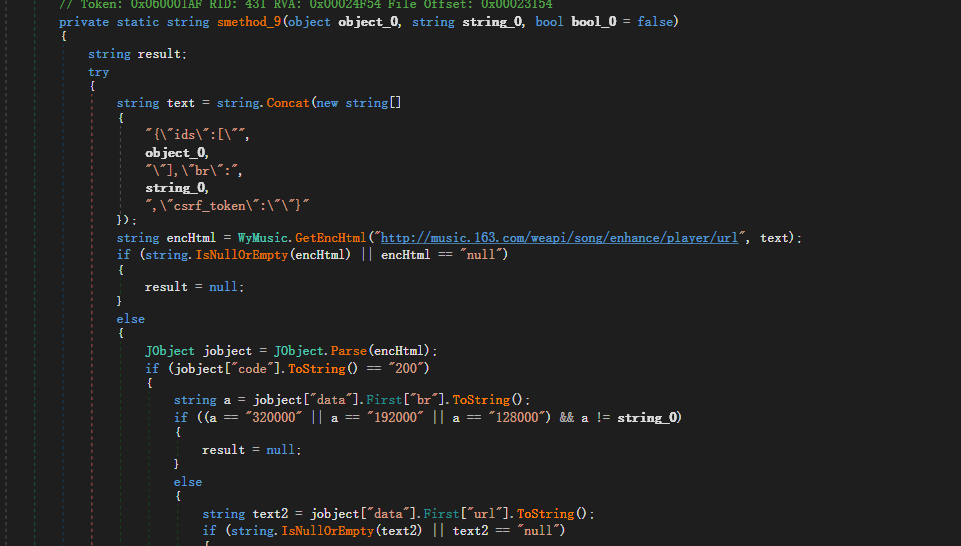 // Token: 0x060001AF RID: 431 RVA: 0x00024F54 File Offset: 0x00023154
private static string smethod_9(object object_0, string string_0, bool bool_0 = false)
{
string result;
try
{
string text = string.Concat(new string[]
{
"{\"ids\":[\"",
object_0,
"\"],\"br\":",
string_0,
",\"csrf_token\":\"\"}"
});
string encHtml = WyMusic.GetEncHtml("http://music.163.com/weapi/song/enhance/player/url", text);
if (string.IsNullOrEmpty(encHtml) || encHtml == "null")
{
result = null;
}
else
{
JObject jobject = JObject.Parse(encHtml);
if (jobject["code"].ToString() == "200")
{
string a = jobject["data"].First["br"].ToString();
if ((a == "320000" || a == "192000" || a == "128000") && a != string_0)
{
result = null;
}
else
{
string text2 = jobject["data"].First["url"].ToString();
if (string.IsNullOrEmpty(text2) || text2 == "null")
{